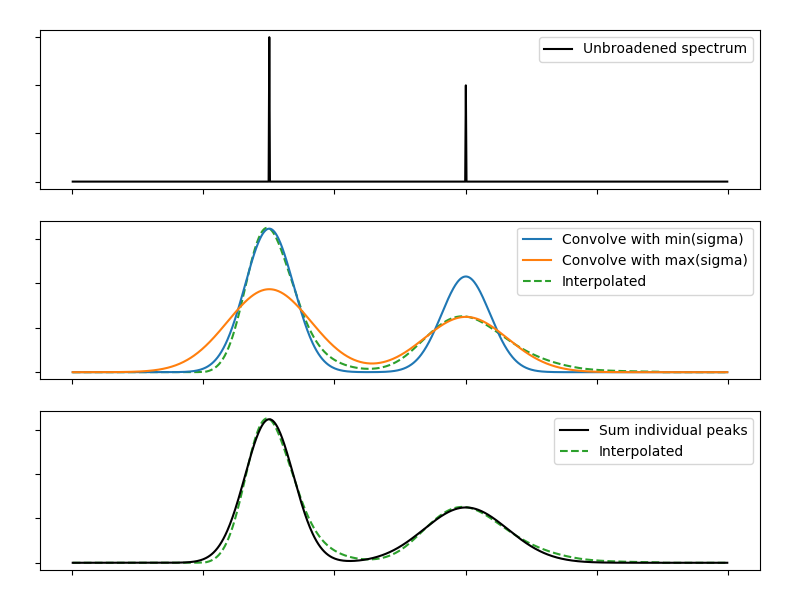 Unbroadened spectrum
Convolve with min(sigma)
Convolve with max(sigma)
Interpolated
Sum individual peaks
Interpolated